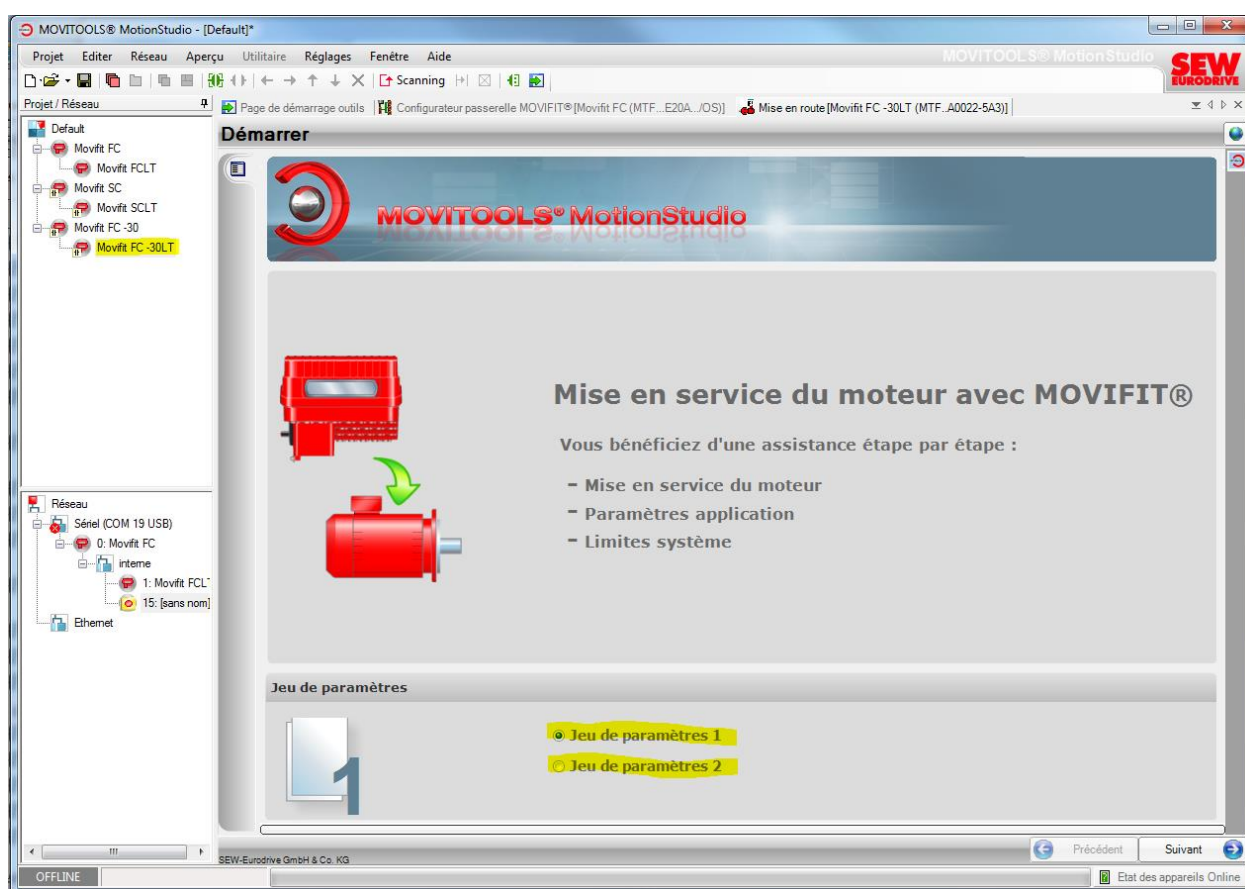 MOVITOOLS® MotionStudio - [Default]*
Projet Editer Réseau Aperçu Utilitaire Réglages Fenêtre Aide
MOVITOOLS® MotionStudio
SEW
EURODRIVE
Scanning
Projet / Réseau
Page de démarrage outils
Configurateur passerelle MOVIFIT® [Movifit FC (MTF...E20A.../OS)]
Mise en route [Movifit FC -30LT (MTF..A0022-5A3)]
Default
Movifit FC
Movifit FCLT
Movifit SC
Movifit SCLT
Movifit FC -30
Movifit FC -30LT
Démarrer
MOVITOOLS® MotionStudio
Mise en service du moteur avec MOVIFIT®
Vous bénéficiez d'une assistance étape par étape :
- Mise en service du moteur
- Paramètres application
- Limites système
Réseau
Sériel (COM 19 USB)
0: Movifit FC
interne
1: Movifit FCL
15: [sans nom]
Ethernet
Jeu de paramètres
1
Jeu de paramètres 1
Jeu de paramètres 2
Précédent
Suivant
SEW-Eurodrive GmbH & Co. KG
OFFLINE
Etat des appareils Online